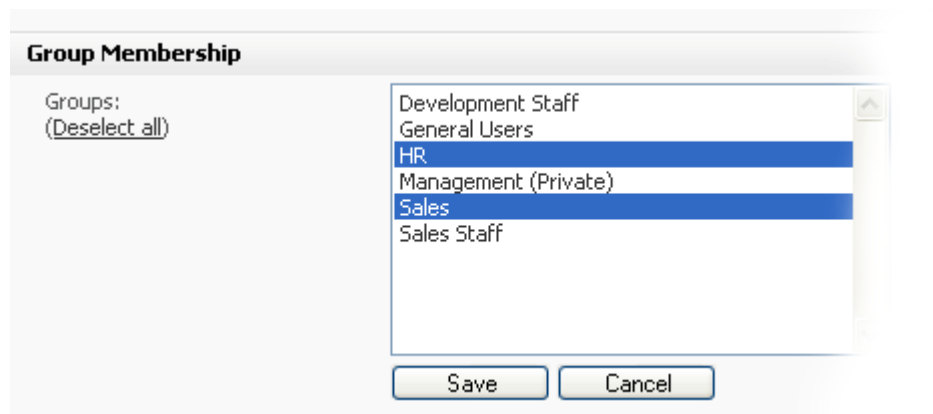 Group Membership
Groups:
(Deselect all)
Development Staff
General Users
HR
Management (Private)
Sales
Sales Staff
Save
Cancel